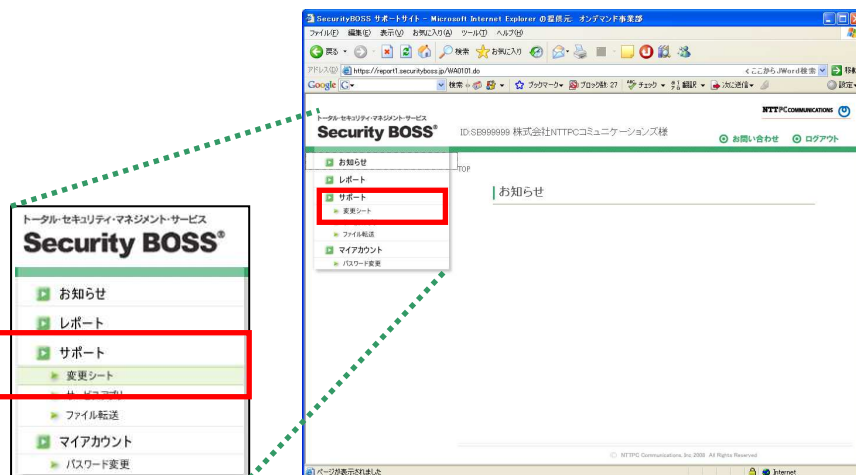 SecurityBOSS サポートサイト - Microsoft Internet Explorer の提供元 オンデマンド事業部
ファイル(F) 編集(E) 表示(V) お気に入り(A) ツール(T) ヘルプ(H)
戻る 検索 お気に入り
アドレス(D) https://report1.securityboss.jp/WA0101.do ここからJWord検索 移動
Google 検索 ブックマーク ブロック数: 27 チェック 翻訳 次に送信 設定
トータル・セキュリティ・マネジメント・サービス
Security BOSS®
ID:SB999999 株式会社NTTPCコミュニケーションズ様
NTTPC COMMUNICATIONS
お問い合わせ ログアウト
TOP
お知らせ
お知らせ
レポート
サポート
変更シート
ファイル転送
マイアカウント
パスワード変更
(C) NTTPC Communications, Inc. 2008 All Rights Reserved
ページが表示されました Internet
トータル・セキュリティ・マネジメント・サービス
Security BOSS®
お知らせ
レポート
サポート
変更シート
ファイル転送
マイアカウント
パスワード変更